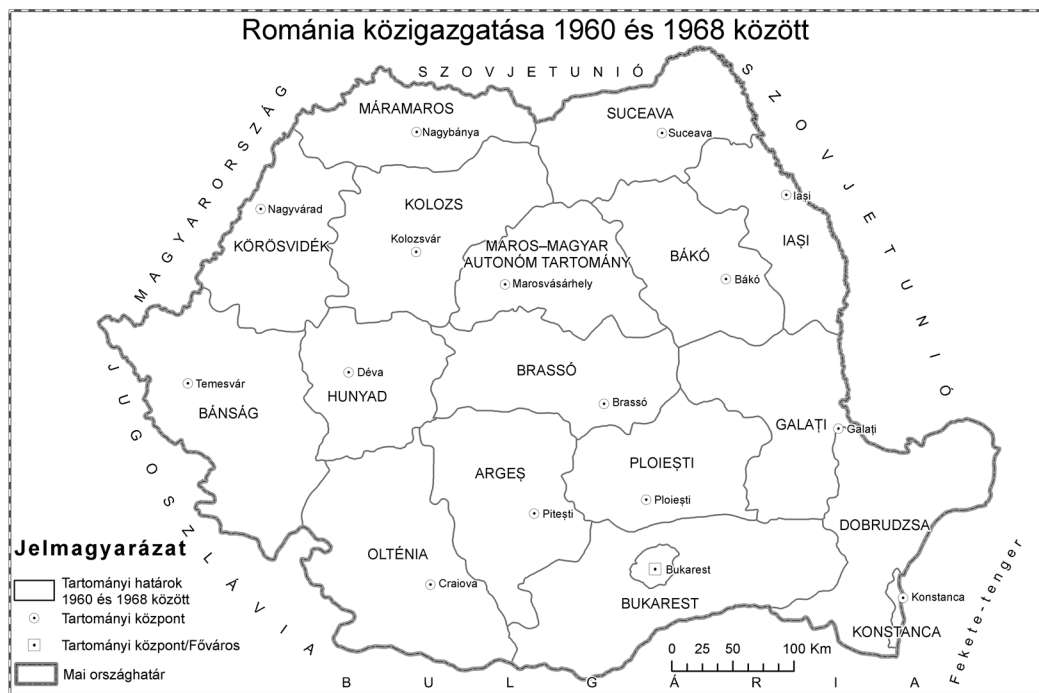 Románia közigazgatása 1960 és 1968 között
SZOVJETUNIÓ
SZOVJETUNIÓ
MAGYARORSZÁG
MÁRAMAROS
Nagybánya
SUCEAVA
Suceava
Nagyvárad
KÖRÖSVIDÉK
KOLOZS
Kolozsvár
MAROS–MAGYAR
AUTONÓM TARTOMÁNY
Marosvásárhely
BÁKÓ
Bákó
Iași
IAȘI
JUGOSZLÁVIA
Temesvár
BÁNSÁG
Déva
HUNYAD
BRASSÓ
Brassó
GALAȚI
Galați
ARGEȘ
Pitești
PLOIEȘTI
Ploiești
DOBRUDZSA
OLTÉNIA
Craiova
Bukarest
BUKAREST
Konstanca
KONSTANCA
Fekete-tenger
BULGÁRIA
Jelmagyarázat
Tartományi határok
1960 és 1968 között
Tartományi központ
Tartományi központ/Főváros
Mai országhatár
0 25 50 100 Km